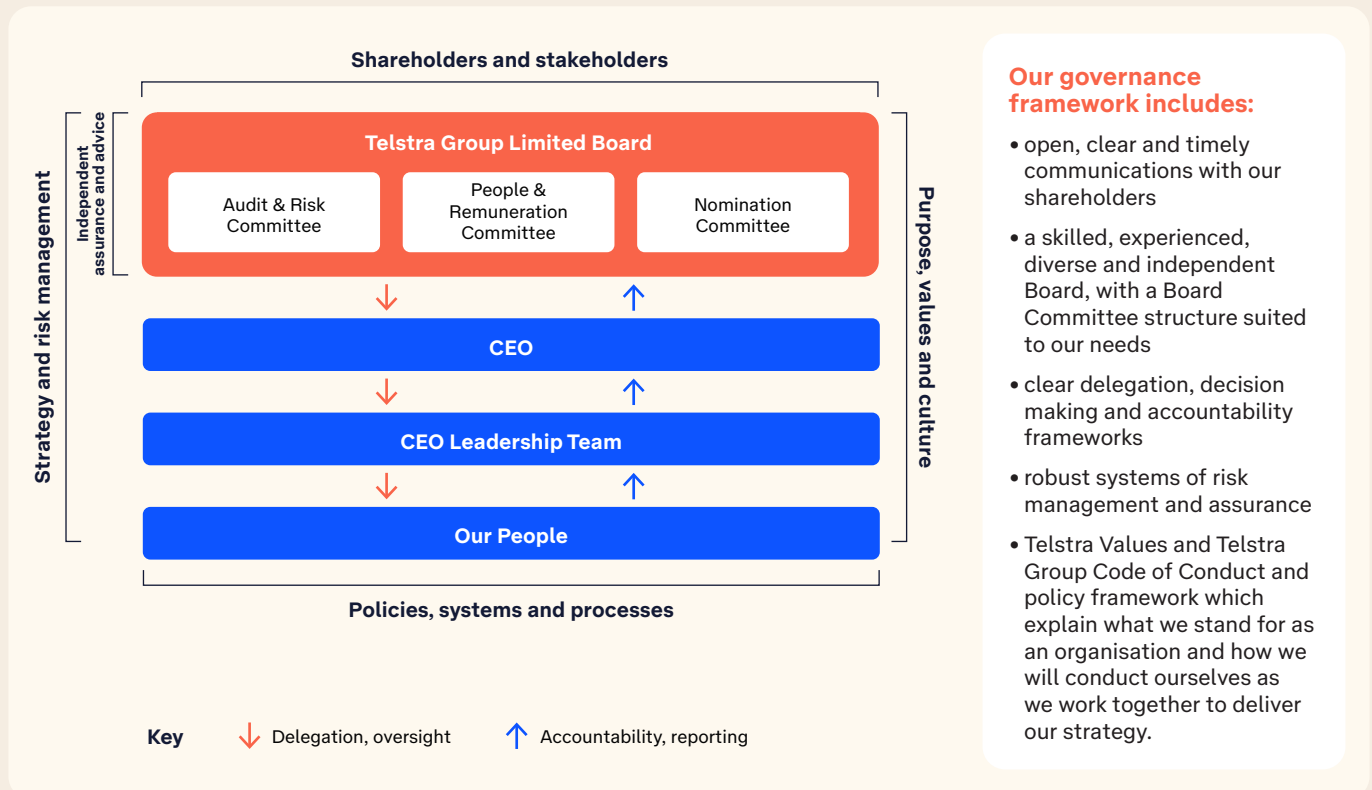 Shareholders and stakeholders
Strategy and risk management
Independent
assurance and advice
Telstra Group Limited Board
Audit & Risk
Committee
People &
Remuneration
Committee
Nomination
Committee
CEO
CEO Leadership Team
Our People
Purpose, values and culture
Policies, systems and processes
Key
Delegation, oversight
Accountability, reporting
Our governance
framework includes:
• open, clear and timely
communications with our
shareholders
• a skilled, experienced,
diverse and independent
Board, with a Board
Committee structure suited
to our needs
• clear delegation, decision
making and accountability
frameworks
• robust systems of risk
management and assurance
• Telstra Values and Telstra
Group Code of Conduct and
policy framework which
explain what we stand for as
an organisation and how we
will conduct ourselves as
we work together to deliver
our strategy.